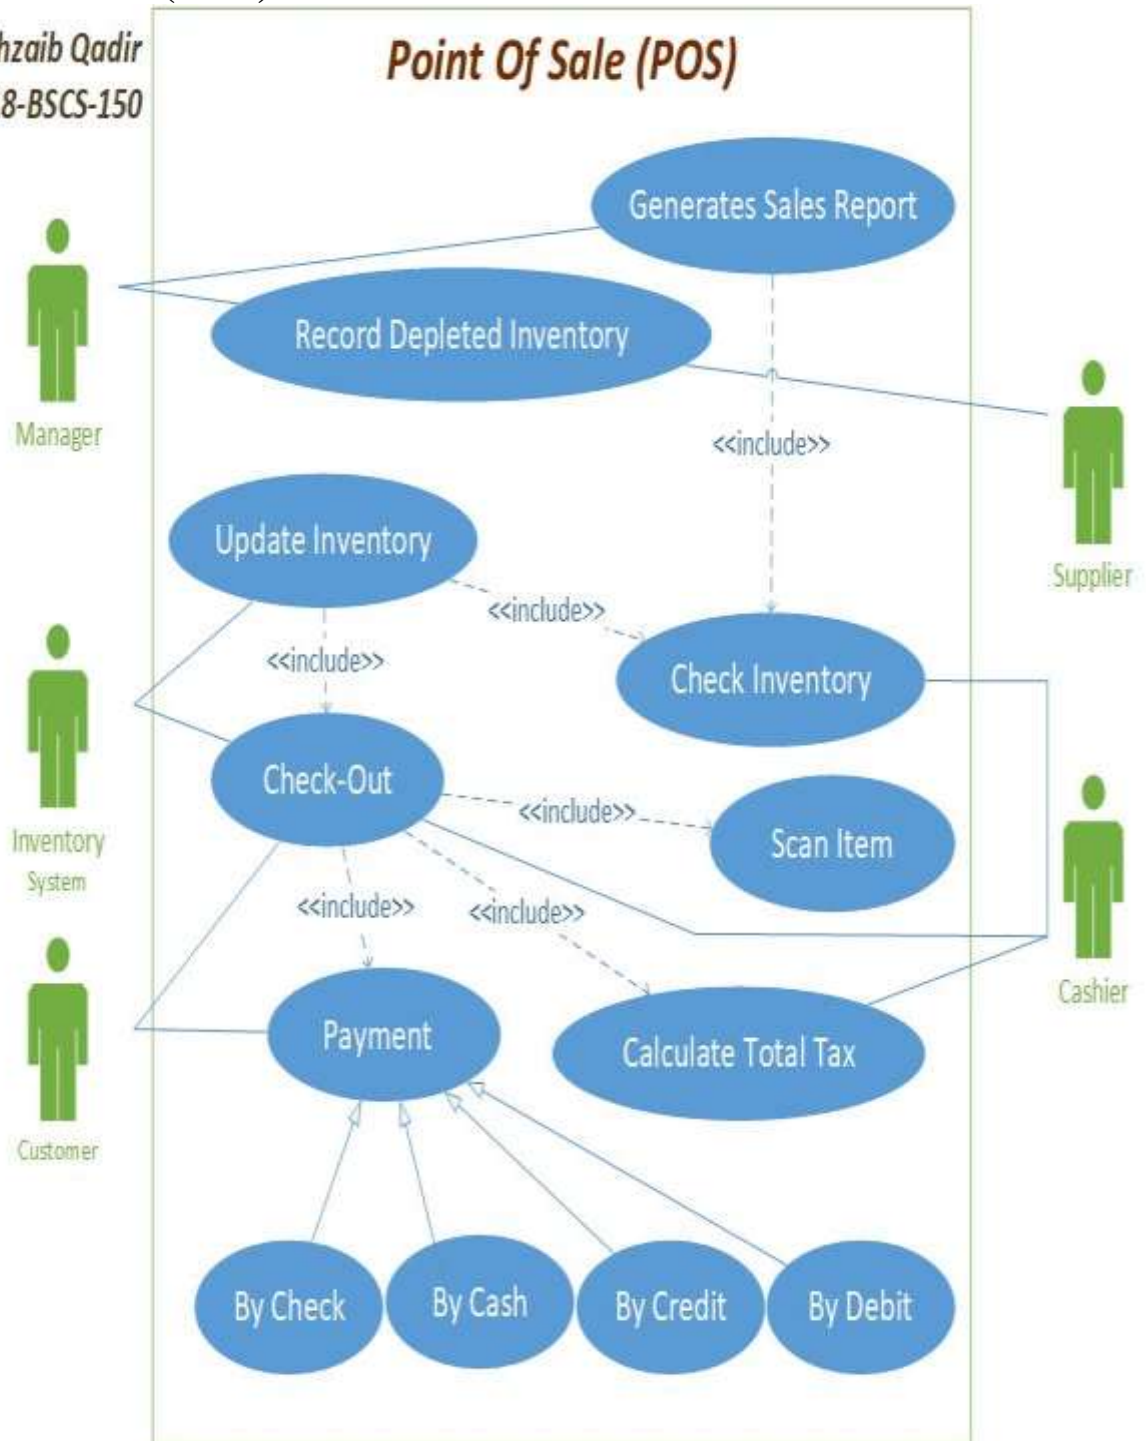 Qadir
8-BSCS-150
Point Of Sale (POS)
Generates Sales Report
Record Depleted Inventory
Manager
<<include>>
Supplier
Update Inventory
<<include>>
<<include>>
Check Inventory
Check-Out
<<include>>
Scan Item
Inventory
System
<<include>>
<<include>>
Cashier
Payment
Calculate Total Tax
Customer
By Check
By Cash
By Credit
By Debit